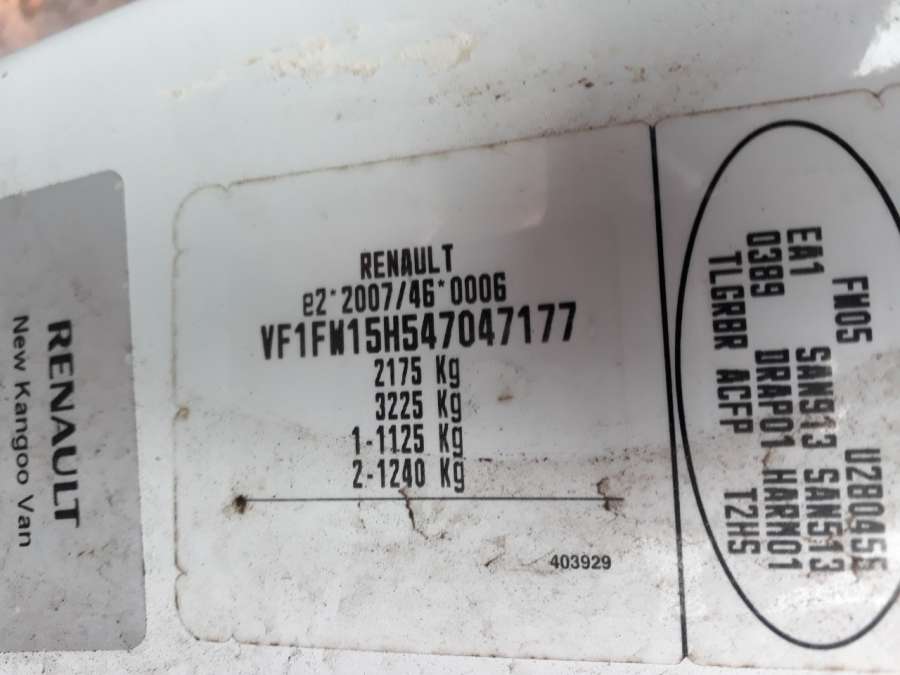 RENAULT
New Kangoo Van
RENAULT
e2*2007/46*0006
VF1FW15H547047177
2175 Kg
3225 Kg
1-1125 Kg
2-1240 Kg
403929
FW05 U280455
EA1 SAN913 SAN513
0389 DRAP01 HARN01
TLGRBR ACFP T2HS